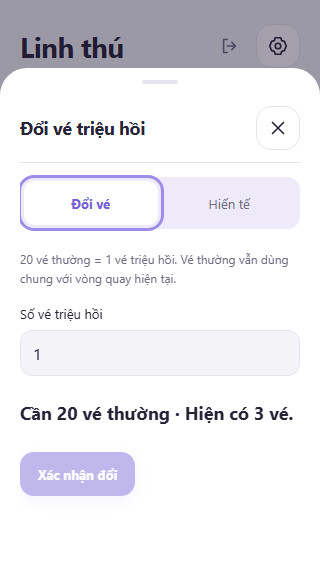 Linh thú
Đổi vé triệu hồi
Đổi vé
Hiến tế
20 vé thường = 1 vé triệu hồi. Vé thường vẫn dùng
chung với vòng quay hiện tại.
Số vé triệu hồi
1
Cần 20 vé thường · Hiện có 3 vé.
Xác nhận đổi